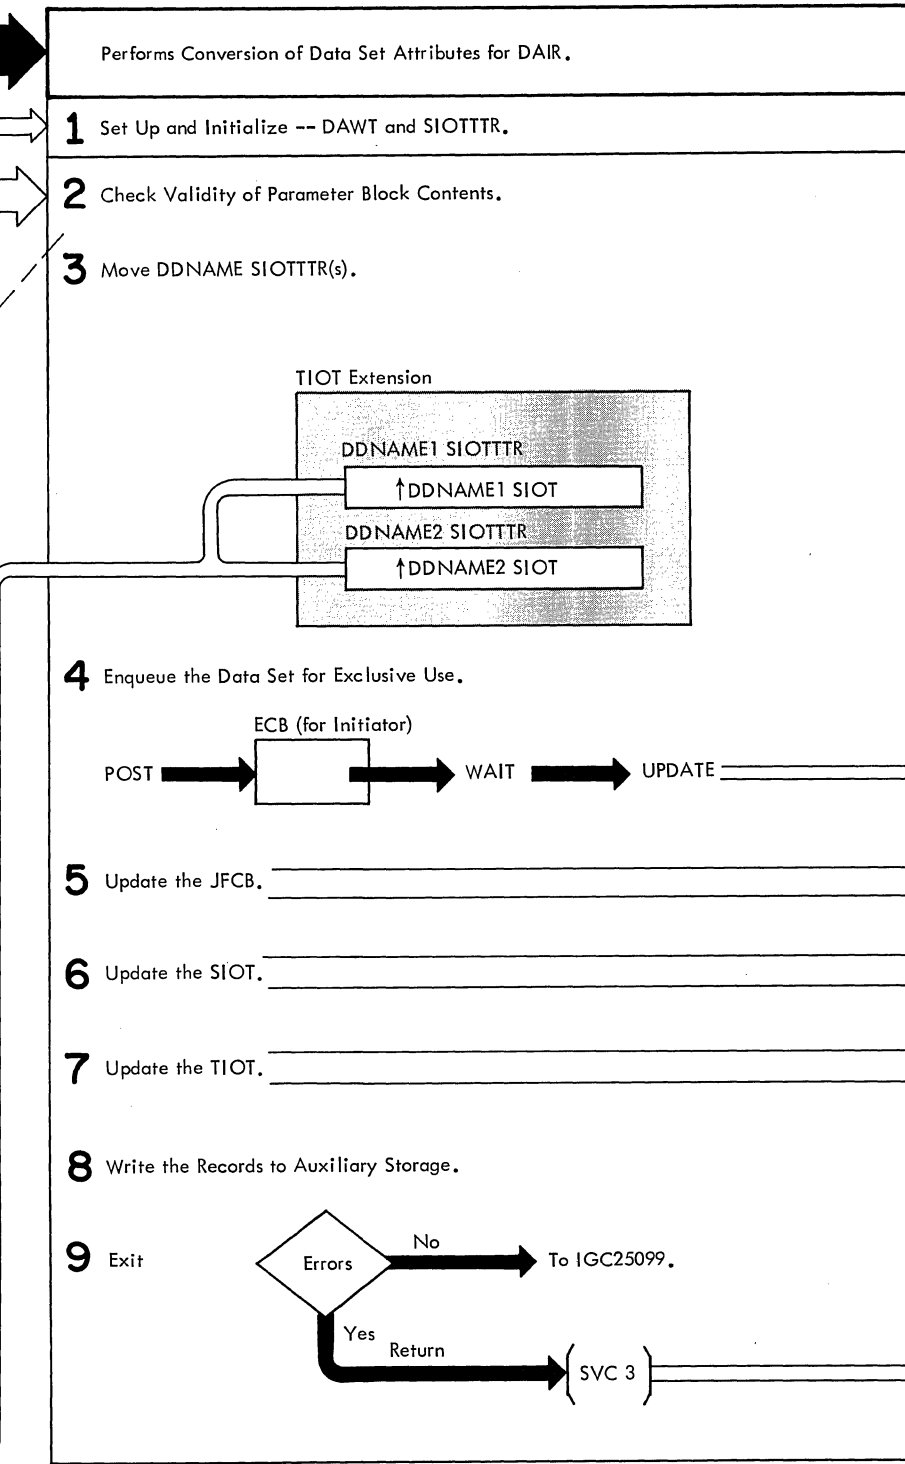 Performs Conversion of Data Set Attributes for DAIR.
1 Set Up and Initialize -- DAWT and SIOTTTR.
2 Check Validity of Parameter Block Contents.
3 Move DDNAME SIOTTTR(s).
TIOT Extension
DDNAME1 SIOTTTR
↑DDNAME1 SIOT
DDNAME2 SIOTTTR
↑DDNAME2 SIOT
4 Enqueue the Data Set for Exclusive Use.
ECB (for Initiator)
POST WAIT UPDATE
5 Update the JFCB.
6 Update the SIOT.
7 Update the TIOT.
8 Write the Records to Auxiliary Storage.
9 Exit
Errors
No
To IGC25099.
Yes
Return
SVC 3